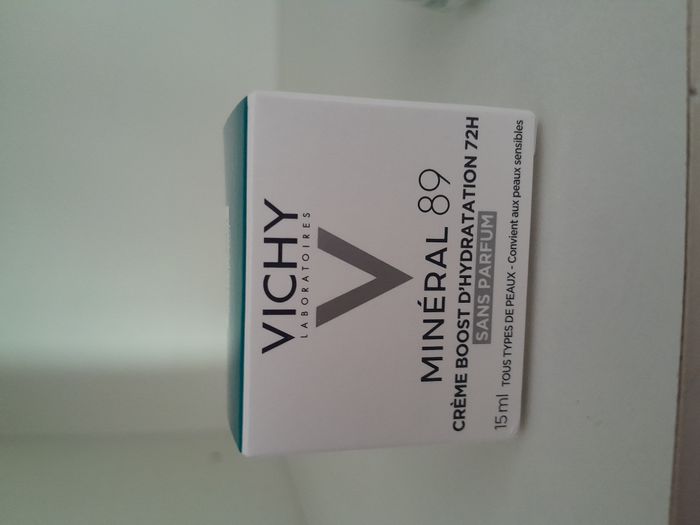 VICHY
LABORATOIRES
MINÉRAL 89
CRÈME BOOST D'HYDRATATION 72H
SANS PARFUM
15 ml TOUS TYPES DE PEAUX - Convient aux peaux sensibles